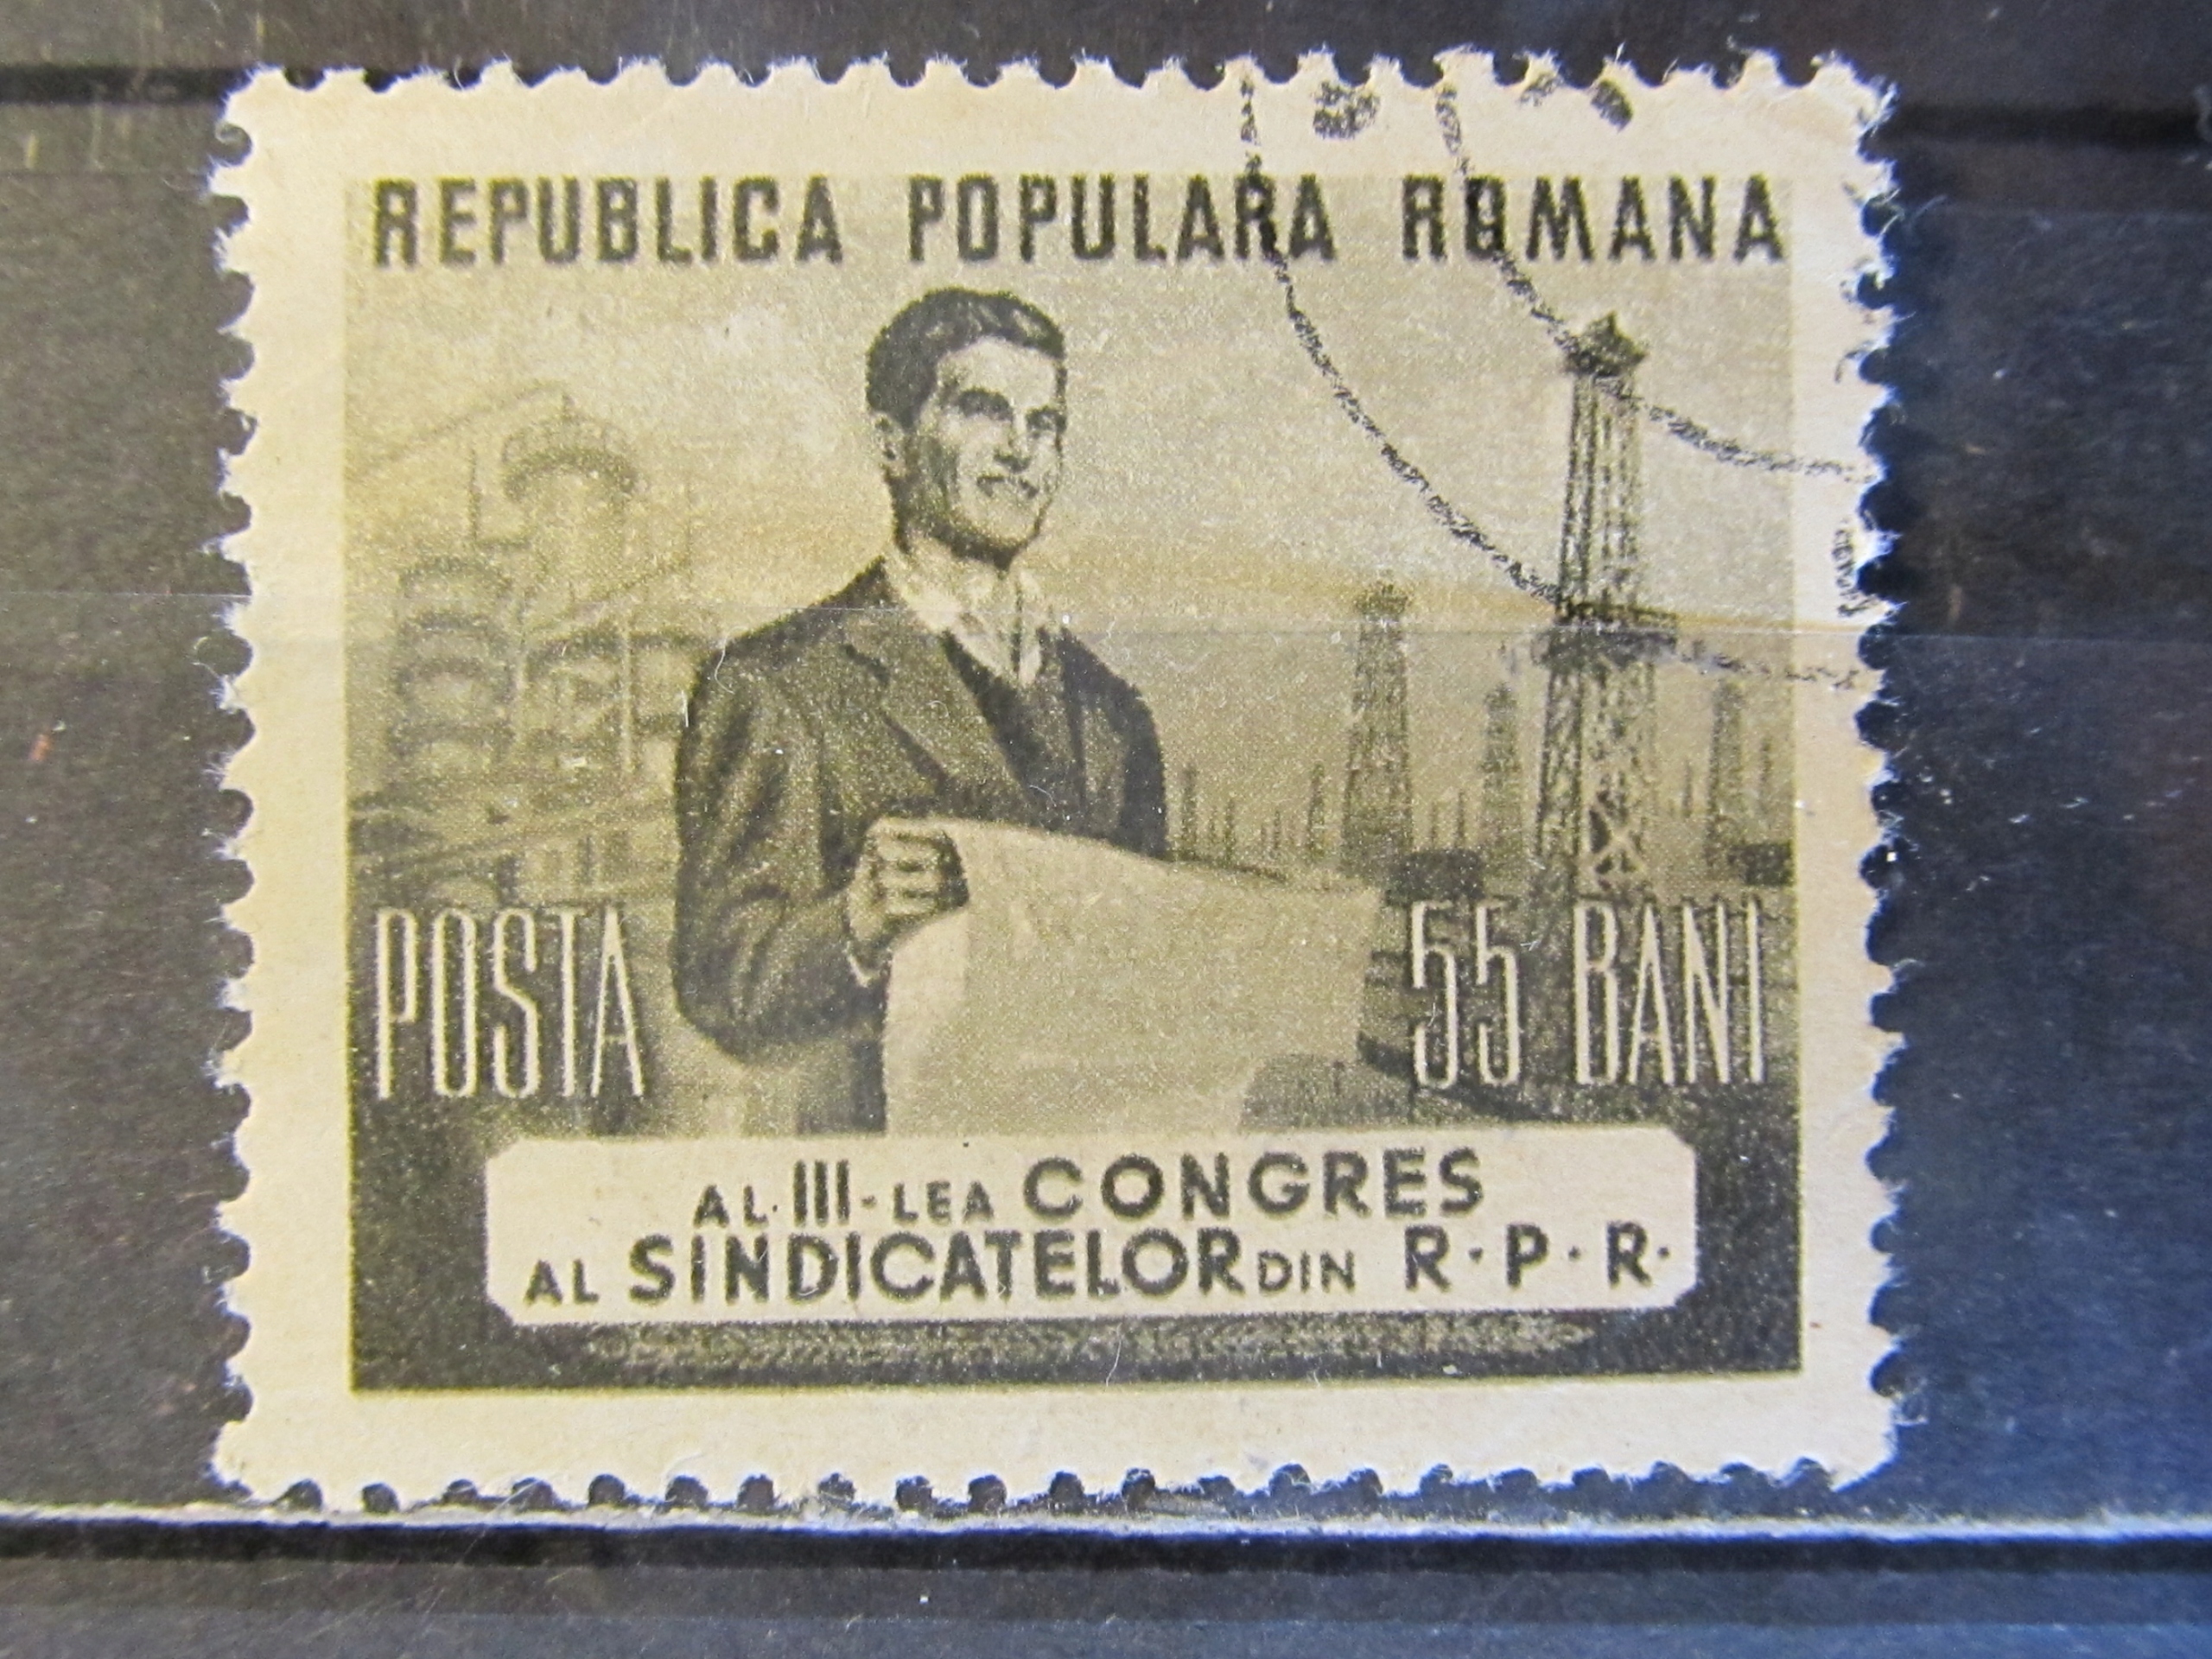 REPUBLICA POPULARA ROMANA
POSTA
55 BANI
AL III-LEA CONGRES
AL SINDICATELOR DIN R·P·R·